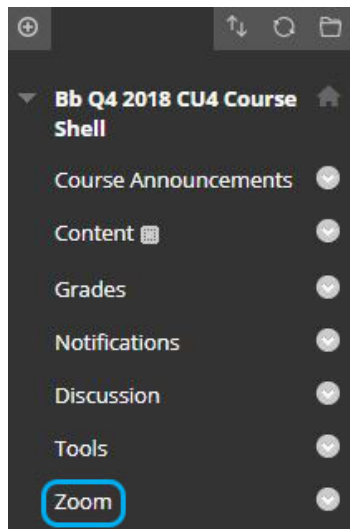 Bb Q4 2018 CU4 Course
Shell
Course Announcements
Content
Grades
Notifications
Discussion
Tools
Zoom